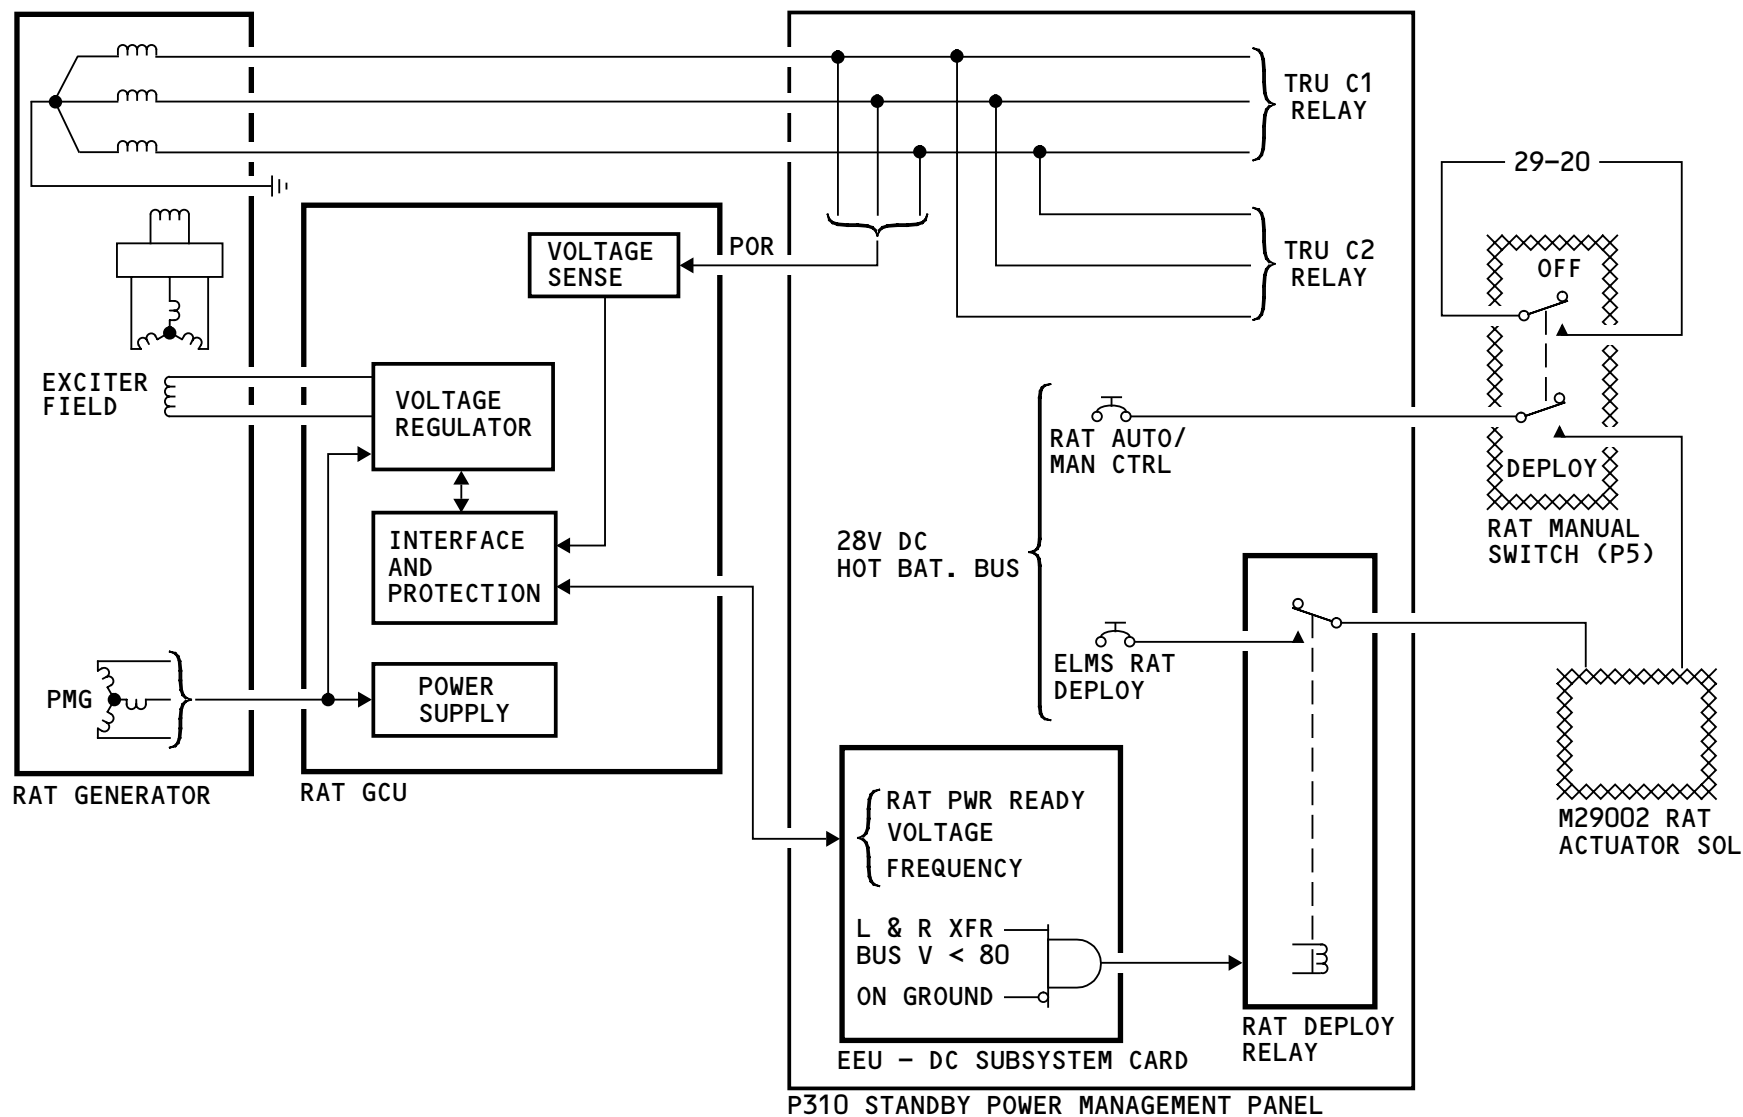 TRU C1
RELAY
29-20
POR
VOLTAGE
SENSE
TRU C2
RELAY
OFF
EXCITER
FIELD
VOLTAGE
REGULATOR
RAT AUTO/
MAN CTRL
DEPLOY
RAT MANUAL
SWITCH (P5)
INTERFACE
AND
PROTECTION
28V DC
HOT BAT. BUS
ELMS RAT
DEPLOY
PMG
POWER
SUPPLY
RAT GENERATOR
RAT GCU
RAT PWR READY
VOLTAGE
FREQUENCY
M29002 RAT
ACTUATOR SOL
L & R XFR
BUS V < 80
ON GROUND
RAT DEPLOY
RELAY
EEU - DC SUBSYSTEM CARD
P310 STANDBY POWER MANAGEMENT PANEL